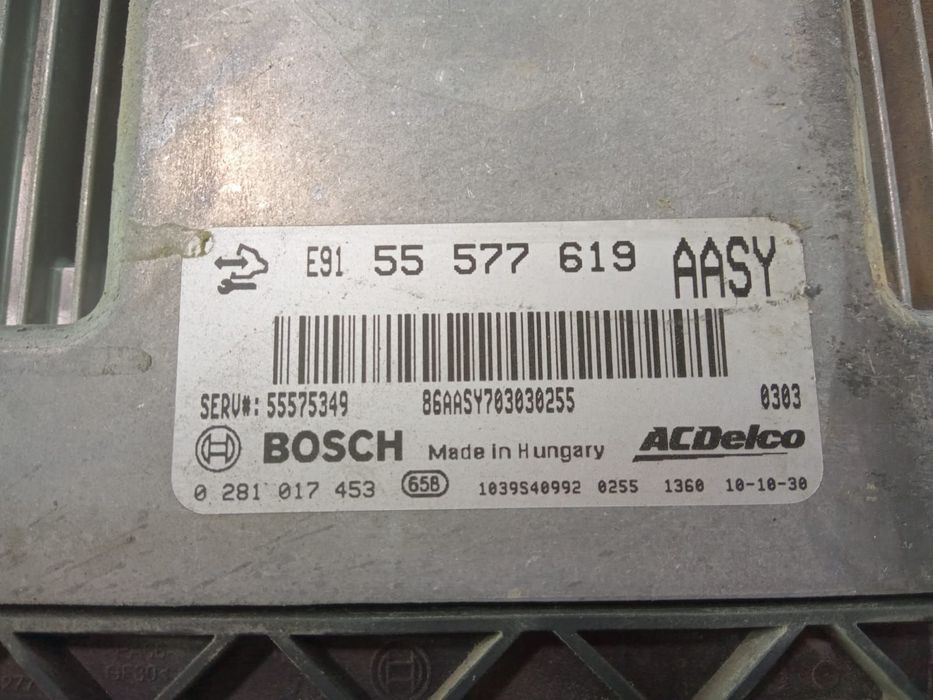 E91 55 577 619 AASY
SERV#: 55575349 86AASY703030255 0303
BOSCH Made in Hungary ACDelco
0 281 017 453 658 1039S40992 0255 1360 10-10-30